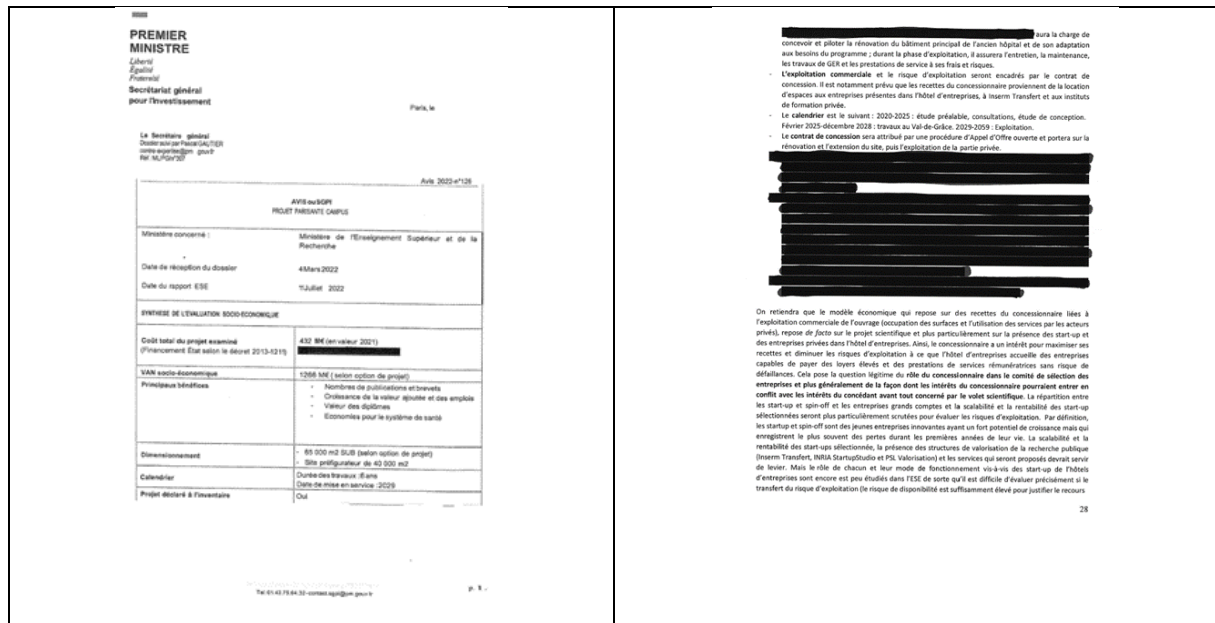 PREMIER
MINISTRE
Liberté
Égalité
Fraternité
Secrétariat général
pour l'investissement
Paris, le
Le Secrétaire général
Dossier suivi par Pascal GAUTIER
Avis 2022-n°126
AVIS du SGPI
PROJET PARISANTE CAMPUS
Ministère concerné :
Ministère de l'Enseignement Supérieur et de la
Recherche
Date de réception du dossier
4 Mars 2022
Date du rapport ESE
11 Juillet 2022
SYNTHESE DE L'EVALUATION SOCIO-ECONOMIQUE
Coût total du projet examiné
432 M€ (en valeur 2021)
(Financement Etat selon le décret 2013-1211)
VAN socio-économique
1266 M€ ( selon option de projet)
Principaux bénéfices
- Nombres de publications et brevets
- Croissance de la valeur ajoutée et des emplois
- Valeur des diplômes
- Economies pour le système de santé
Dimensionnement
- 65 000 m2 SUB (selon option de projet)
- Site préfigurateur de 40 000 m2
Calendrier
Durée des travaux : 6 ans
Date de mise en service : 2029
Projet déclaré à l'inventaire
Oui
p. 1
aura la charge de
concevoir et piloter la rénovation du bâtiment principal de l'ancien hôpital et de son adaptation
aux besoins du programme ; durant la phase d'exploitation, il assurera l'entretien, la maintenance,
les travaux de GER et les prestations de service à ses frais et risques.
- L'exploitation commerciale et le risque d'exploitation seront encadrés par le contrat de
concession. Il est notamment prévu que les recettes du concessionnaire proviennent de la location
d'espaces aux entreprises présentes dans l'hôtel d'entreprises, à Inserm Transfert et aux instituts
de formation privée.
- Le calendrier est le suivant : 2020-2025 : étude préalable, consultations, étude de conception.
Février 2025-décembre 2028 : travaux au Val-de-Grâce. 2029-2059 : Exploitation.
- Le contrat de concession sera attribué par une procédure d'Appel d'Offre ouverte et portera sur la
rénovation et l'extension du site, puis l'exploitation de la partie privée.
On retiendra que le modèle économique qui repose sur des recettes du concessionnaire liées à
l'exploitation commerciale de l'ouvrage (occupation des surfaces et l'utilisation des services par les acteurs
privés), repose de facto sur le projet scientifique et plus particulièrement sur la présence des start-up et
des entreprises privées dans l'hôtel d'entreprises. Ainsi, le concessionnaire a un intérêt pour maximiser ses
recettes et diminuer les risques d'exploitation à ce que l'hôtel d'entreprises accueille des entreprises
capables de payer des loyers élevés et des prestations de services rémunératrices sans risque de
défaillances. Cela pose la question légitime du rôle du concessionnaire dans le comité de sélection des
entreprises et plus généralement de la façon dont les intérêts du concessionnaire pourraient entrer en
conflit avec les intérêts du concédant avant tout concerné par le volet scientifique. La répartition entre
les start-up et spin-off et les entreprises grands comptes et la scalabilité et la rentabilité des start-up
sélectionnées seront plus particulièrement scrutées pour évaluer les risques d'exploitation. Par définition,
les startup et spin-off sont des jeunes entreprises innovantes ayant un fort potentiel de croissance mais qui
enregistrent le plus souvent des pertes durant les premières années de leur vie. La scalabilité et la
rentabilité des start-ups sélectionnée, la présence des structures de valorisation de la recherche publique
(Inserm Transfert, INRIA StartupStudio et PSL Valorisation) et les services qui seront proposés devrait servir
de levier. Mais le rôle de chacun et leur mode de fonctionnement vis-à-vis des start-up de l'hôtels
d'entreprises sont encore est peu étudiés dans l'ESE de sorte qu'il est difficile d'évaluer précisément si le
transfert du risque d'exploitation (le risque de disponibilité est suffisamment élevé pour justifier le recours
28